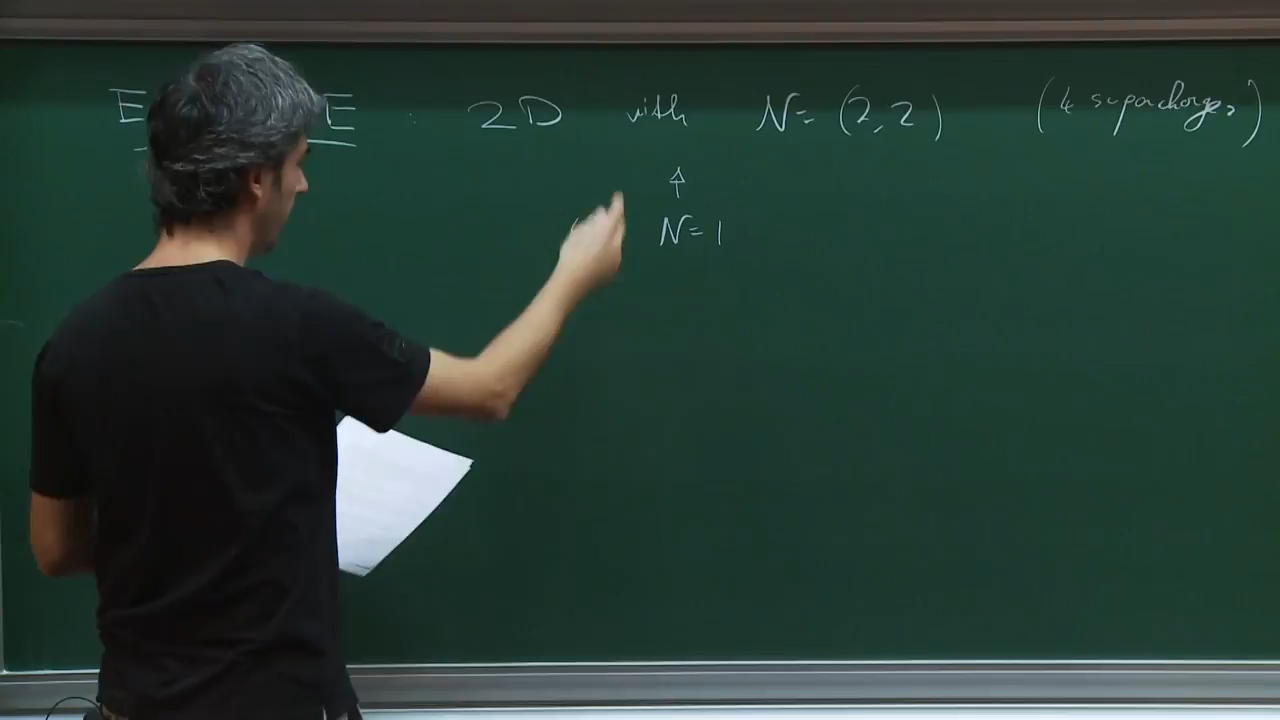 : 2D with N=(2,2) (4 supercharges)
↑
N=1